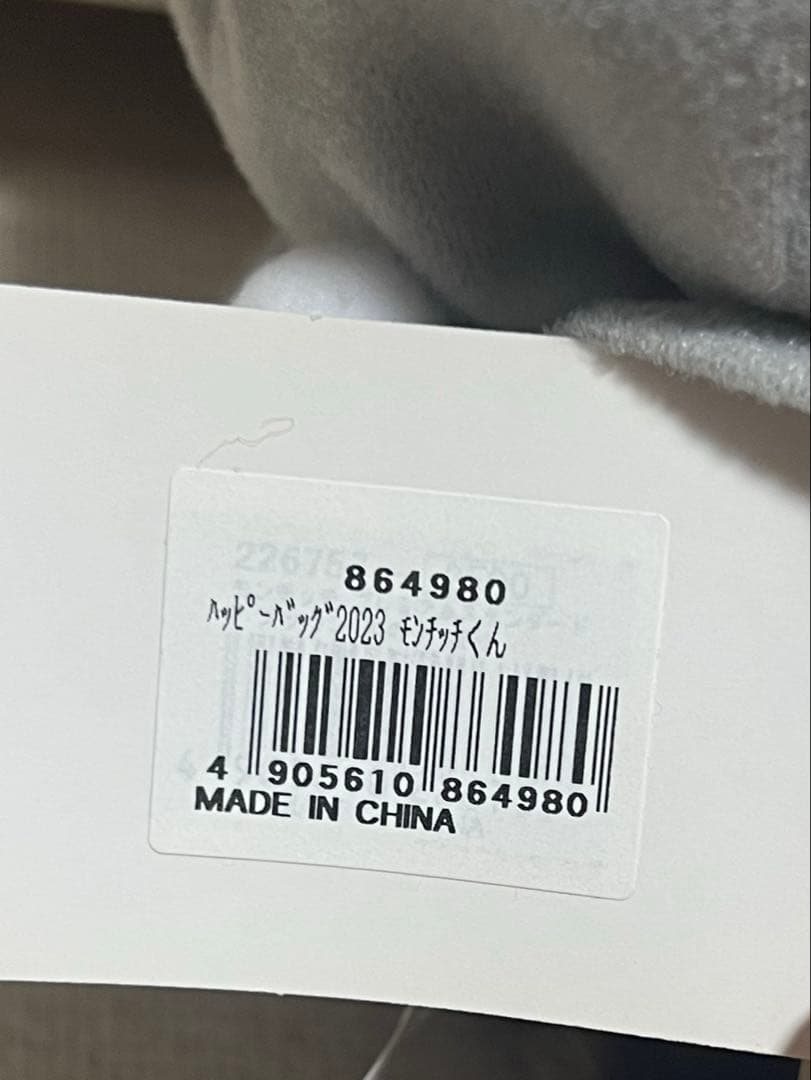 864980
ﾊｯﾋﾟｰﾊﾞｯｸﾞ2023 ﾓﾝﾁｯﾁくん
4 905610 864980
MADE IN CHINA